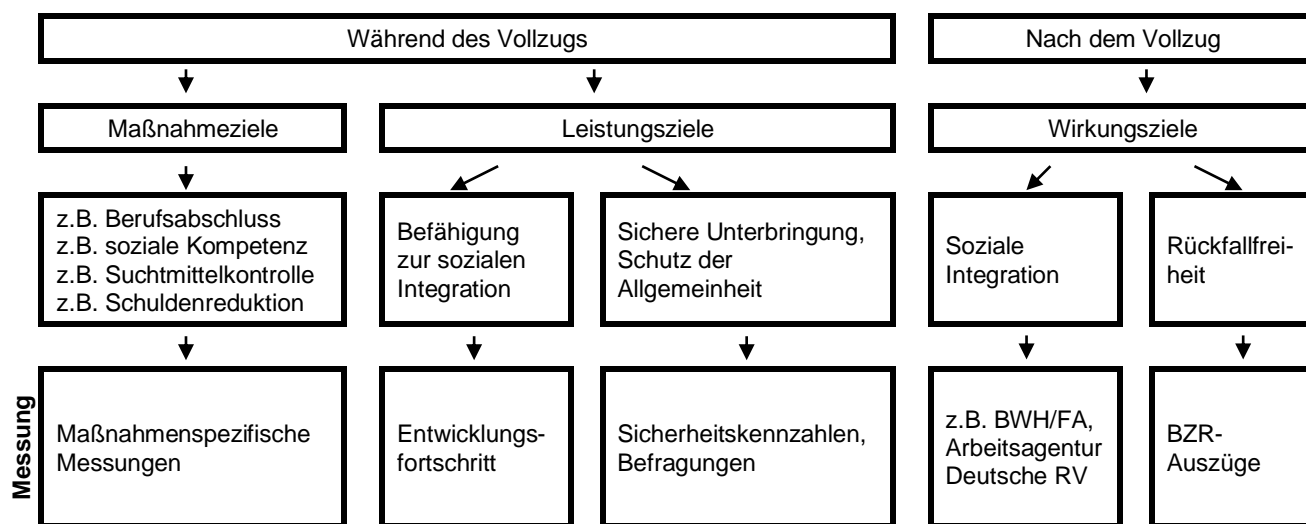 Während des Vollzugs
Nach dem Vollzug
Maßnahmeziele
Leistungsziele
Wirkungsziele
z.B. Berufsabschluss
z.B. soziale Kompetenz
z.B. Suchtmittelkontrolle
z.B. Schuldenreduktion
Befähigung
zur sozialen
Integration
Sichere Unterbringung,
Schutz der
Allgemeinheit
Soziale
Integration
Rückfallfrei-
heit
Messung
Maßnahmenspezifische
Messungen
Entwicklungs-
fortschritt
Sicherheitskennzahlen,
Befragungen
z.B. BWH/FA,
Arbeitsagentur
Deutsche RV
BZR-
Auszüge